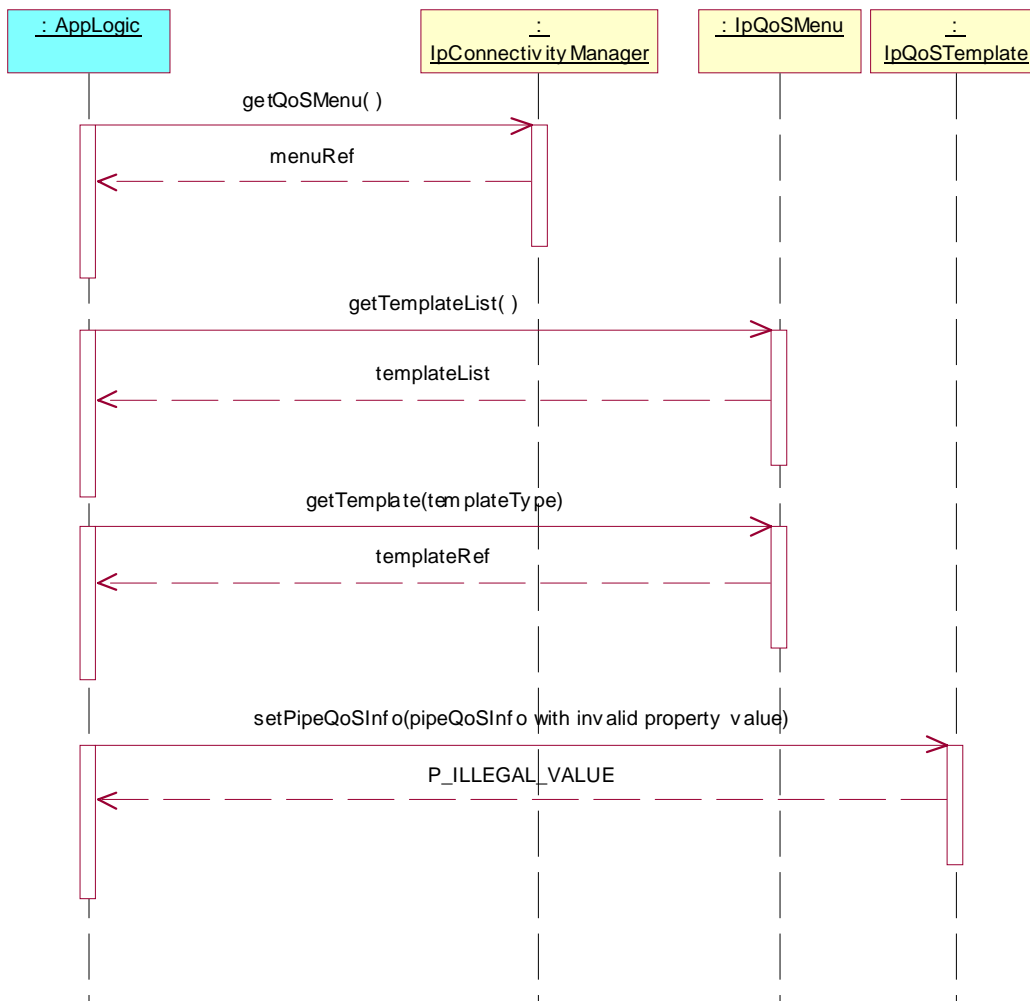 : AppLogic
:
IpConnectivityManager
: IpQoSMenu
:
IpQoSTemplate
getQoSMenu( )
menuRef
getTemplateList( )
templateList
getTemplate(templateType)
templateRef
setPipeQoSInfo(pipeQoSInfo with invalid property value)
P_ILLEGAL_VALUE